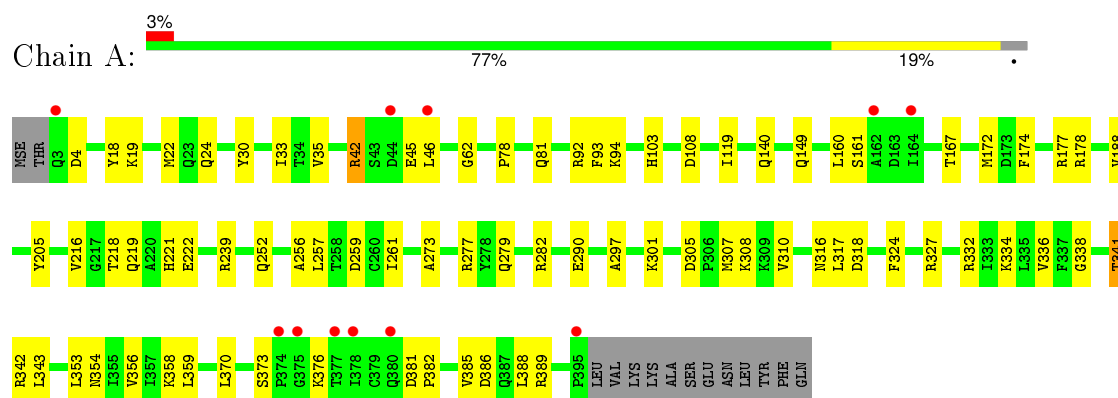 3%
Chain A:
77% 19% •
MSE THR Q3 D4 Y18 K19 M22 Q23 Q24 Y30 I33 T34 V35 R42 S43 D44 E45 L46 G62 P78 Q81 R92 F93 K94 H103 D108 I119 Q140 Q149 L160 S161 A162 D163 I164 T167 M172 D173 F174 R177 R178
Y205 V216 G217 T218 Q219 A220 H221 E222 R239 Q252 A256 L257 T258 D259 C260 I261 A273 R277 Y278 Q279 R282 E290 A297 K301 D305 P306 M307 K308 K309 V310 N316 L317 D318 F324 R327 R332 I333 K334 L335 V336 F337 G338 T341
R342 L343 L353 N354 I355 V356 I357 K358 L359 L370 S373 P374 G375 K376 T377 I378 C379 Q380 D381 P382 V385 D386 Q387 L388 R389 P395 LEU VAL LYS LYS ALA SER GLU ASN LEU TYR PHE GLN